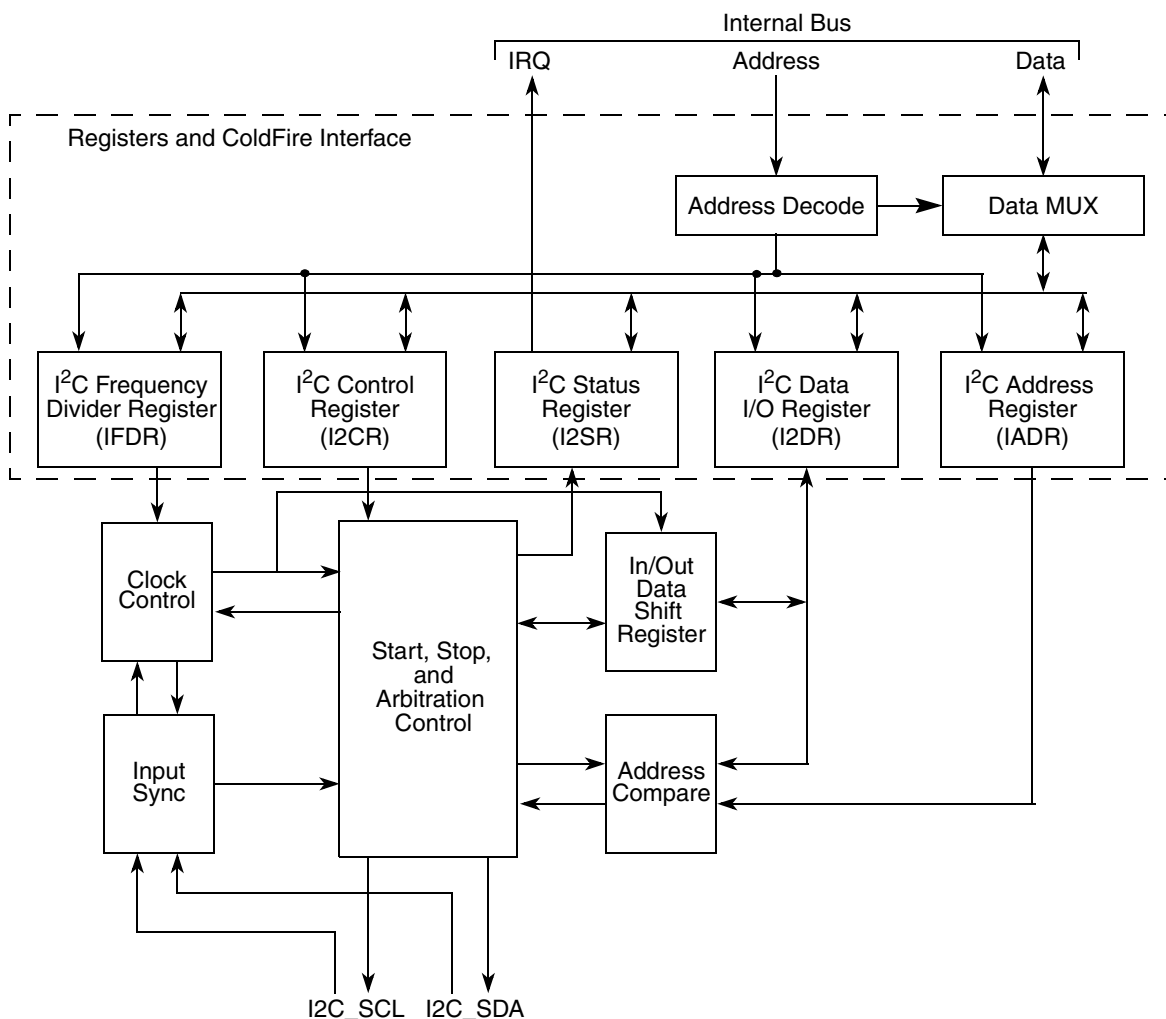 Internal Bus
IRQ
Address
Data
Registers and ColdFire Interface
Address Decode
Data MUX
I²C Frequency
Divider Register
(IFDR)
I²C Control
Register
(I2CR)
I²C Status
Register
(I2SR)
I²C Data
I/O Register
(I2DR)
I²C Address
Register
(IADR)
Clock
Control
Start, Stop,
and
Arbitration
Control
In/Out
Data
Shift
Register
Input
Sync
Address
Compare
I2C_SCL
I2C_SDA